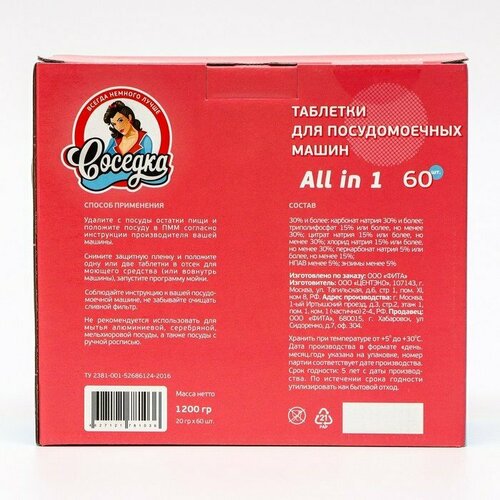 ВСЕГДА НЕМНОГО ЛУЧШЕ
Соседка
СПОСОБ ПРИМЕНЕНИЯ
Удалите с посуды остатки пищи и
положите посуду в ПММ согласно
инструкции производителя вашей
машины.
Снимите защитную пленку и положите
одну или две таблетки в отсек для
моющего средства (или вовнутрь
машины), запустите программу мойки.
Соблюдайте инструкцию к вашей посудо-
моечной машине, не забывайте очищать
сливной фильтр.
Не рекомендуется использовать для
мытья алюминиевой, серебряной,
мельхиоровой посуды, а также посуды с
ручной росписью.
ТУ 2381-001-52686124-2016
Масса нетто
1200 гр
20 гр x 60 шт.
4627121781026
ТАБЛЕТКИ
ДЛЯ ПОСУДОМОЕЧНЫХ
МАШИН
All in 1 60 шт.
СОСТАВ
30% и более: карбонат натрия 30% и более;
триполифосфат 15% или более, но менее
30%; цитрат натрия 15% или более, но
менее 30%; хлорид натрия 15% или более,
но менее 30%; перкарбонат натрия 5% или
более, но менее 15%;
НПАВ менее 5%; энзимы менее 5%
Изготовлено по заказу: ООО «ФИТА»
Изготовитель: ООО «ЦЕНТЭКО», 107143, г.
Москва, ул. Тагильская, д.6, стр 1, пом. ком
ном 8, РФ. Адрес производства: г. Москва,
1-ый Иртышский проезд, д.3, стр.2, этаж 1,
пом. 1, ком. 1 (частично) 2-4, РФ. Продавец:
ООО «ФИТА», 680015, г. Хабаровск, ул
Сидоренко, д.7, оф. 304.
Хранить при температуре от +5° до +30°С.
Дата производства в формате «день,
месяц,год» указана на упаковке, номер
партии соответствует дате производства.
Срок годности: 5 лет с даты производства.
По истечении срока годности
утилизировать как бытовой отход.
21
PAP